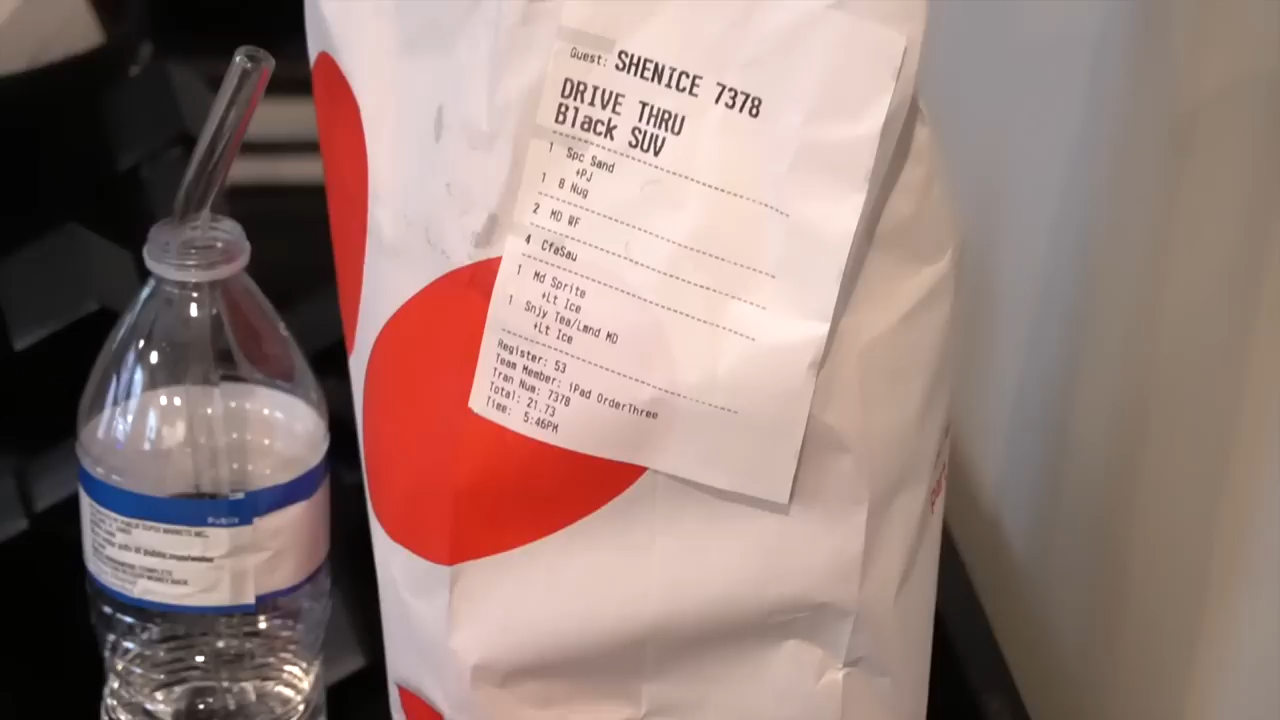 Guest: SHENICE 7378
DRIVE THRU
Black SUV
1 Spc Sand
+PJ
1 8 Nug
2 MD WF
4 CfaSau
1 Md Sprite
+Lt Ice
1 Snjy Tea/Lmnd MD
+Lt Ice
Register: 53
Team Member: iPad OrderThree
Tran Num: 7378
Total: 21.73
Time: 5:46PM
Publix